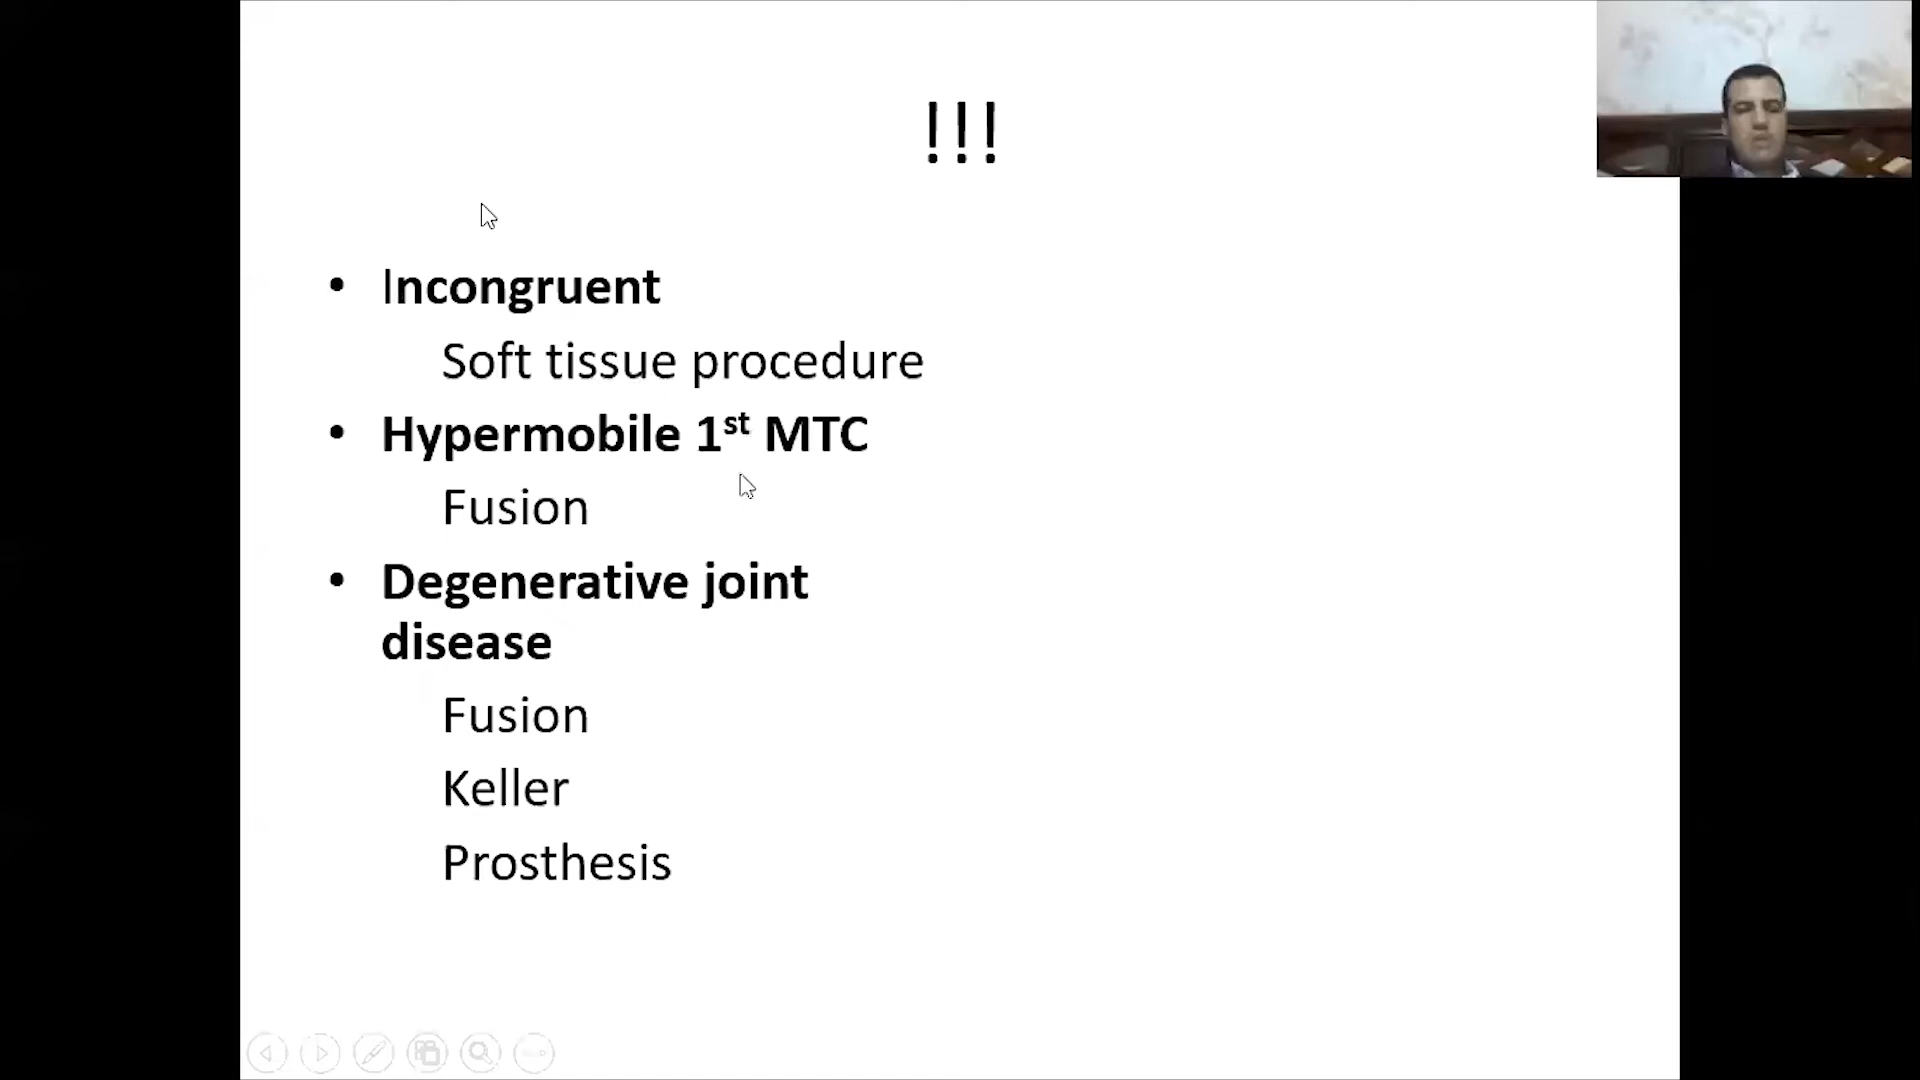 !!!
• Incongruent
Soft tissue procedure
• Hypermobile 1st MTC
Fusion
• Degenerative joint
disease
Fusion
Keller
Prosthesis